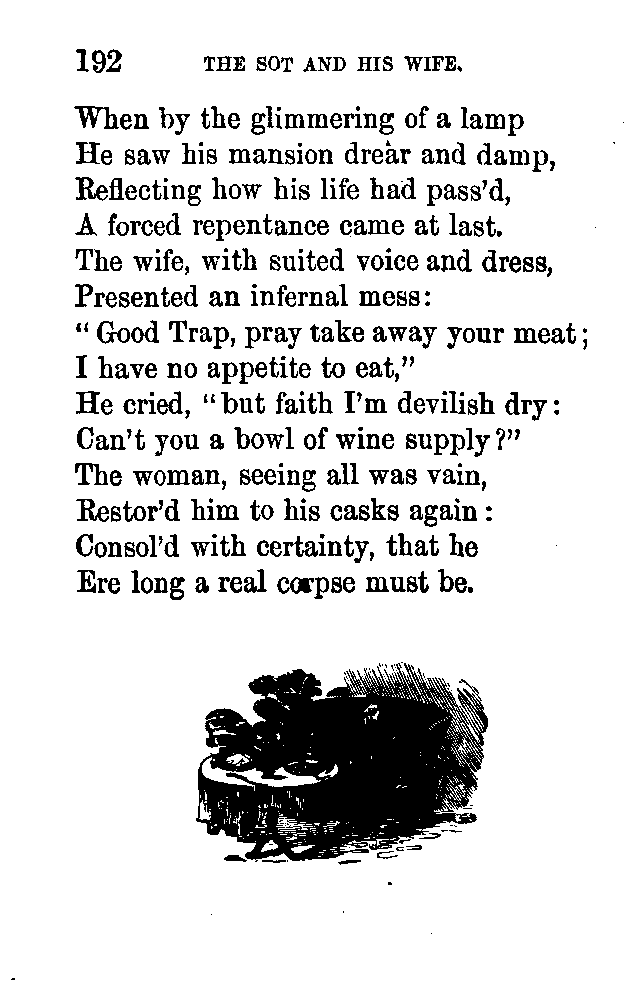 192 THE SOT AND HIS WIFE.
When by the glimmering of a lamp
He saw his mansion drear and damp,
Reflecting how his life had pass'd,
A forced repentance came at last.
The wife, with suited voice and dress,
Presented an infernal mess:
“ Good Trap, pray take away your meat;
I have no appetite to eat,”
He cried, “but faith I'm devilish dry:
Can't you a bowl of wine supply?”
The woman, seeing all was vain,
Restor'd him to his casks again :
Consol'd with certainty, that he
Ere long a real corpse must be.